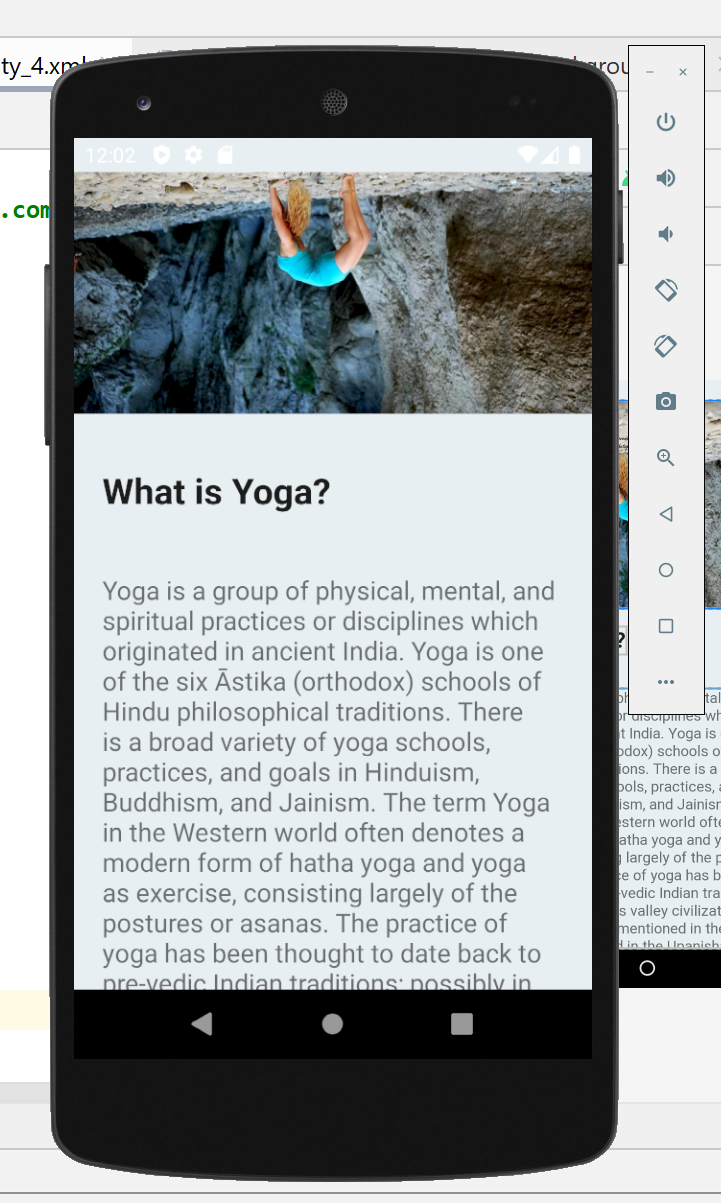 ty_4.xml
.com
12:02
What is Yoga?
Yoga is a group of physical, mental, and
spiritual practices or disciplines which
originated in ancient India. Yoga is one
of the six Āstika (orthodox) schools of
Hindu philosophical traditions. There
is a broad variety of yoga schools,
practices, and goals in Hinduism,
Buddhism, and Jainism. The term Yoga
in the Western world often denotes a
modern form of hatha yoga and yoga
as exercise, consisting largely of the
postures or asanas. The practice of
yoga has been thought to date back to
pre-vedic Indian traditions; possibly in
?
or disciplines wh
t India. Yoga is
odox) schools o
ions. There is a
ools, practices,
ism, and Jainism
estern world ofte
atha yoga and y
g largely of the p
ce of yoga has b
-vedic Indian tra
s valley civilizat
mentioned in the
d in the Upanish